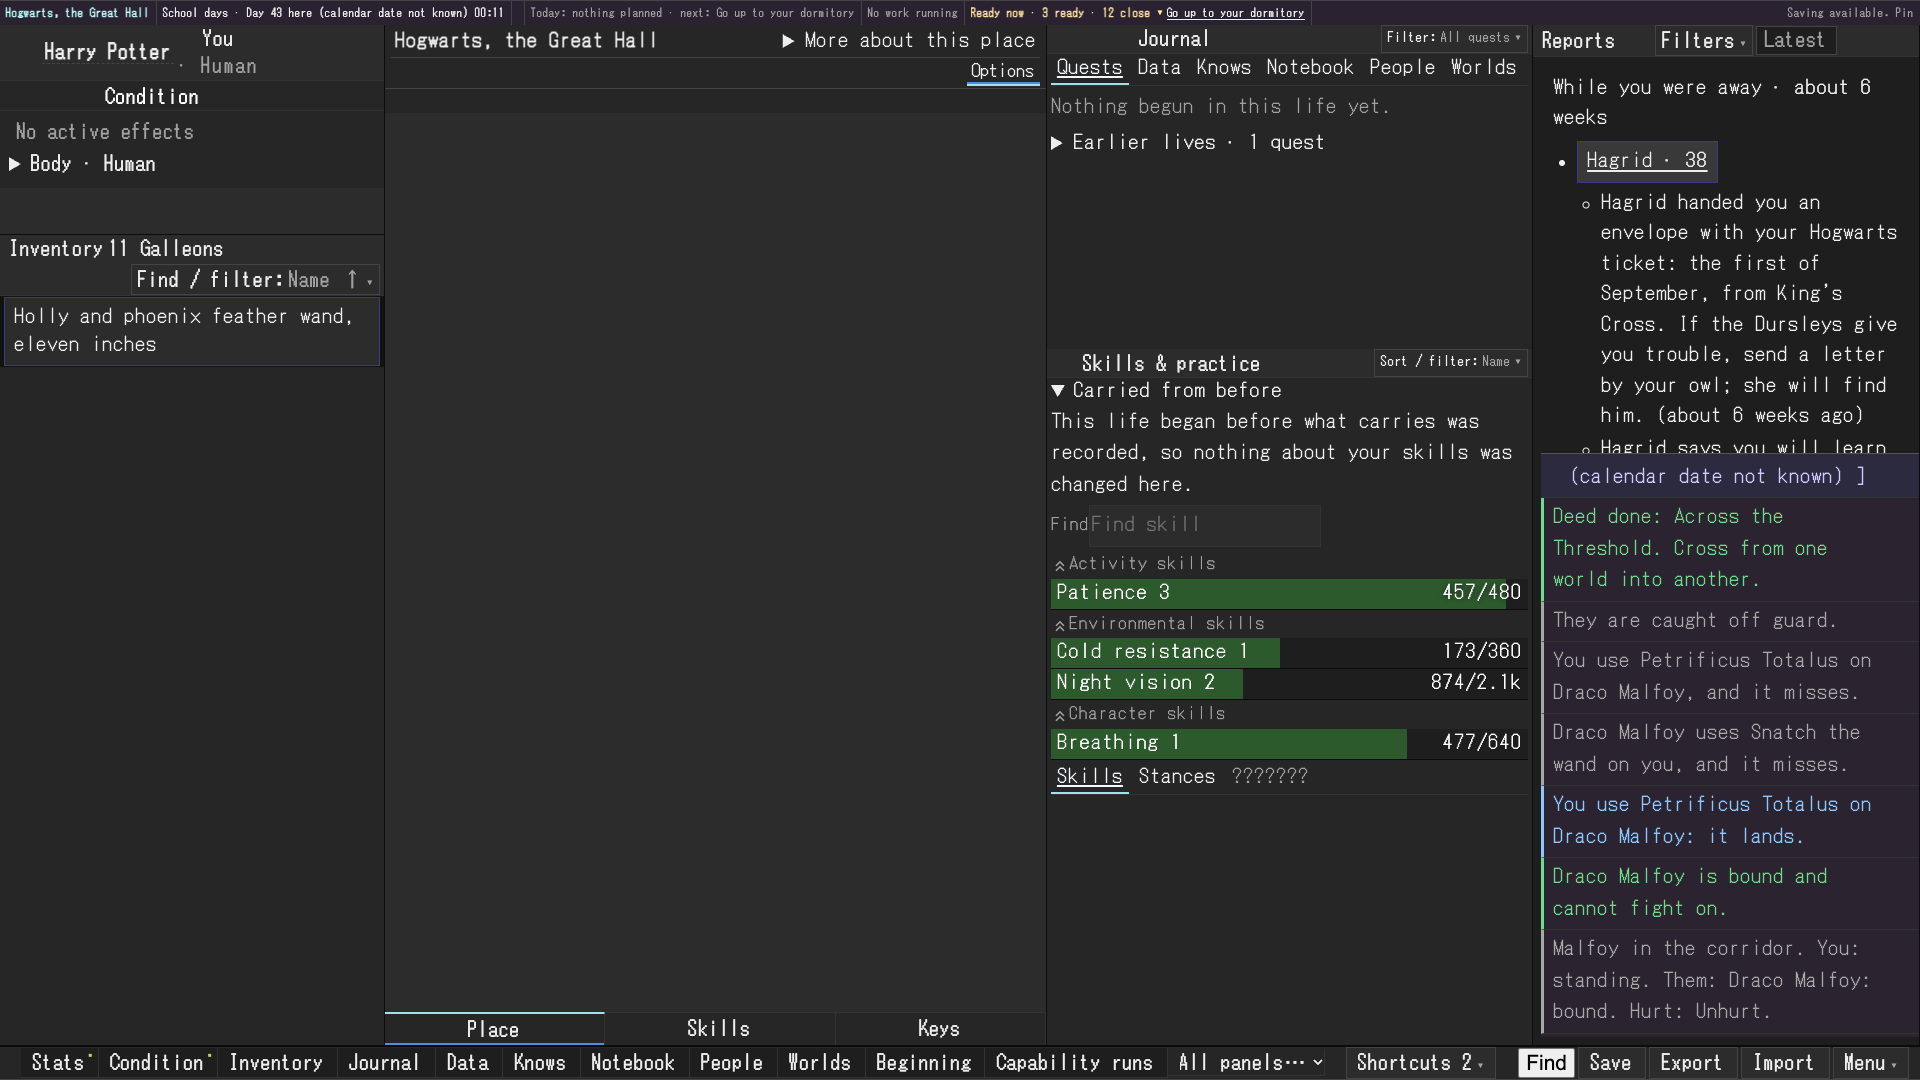 Hogwarts, the Great Hall School days · Day 43 here (calendar date not known) 00:11 Today: nothing planned · next: Go up to your dormitory No work running Ready now · 3 ready · 12 close ▾ Go up to your dormitory Saving available. Pin
Harry Potter · You
Human
Condition
No active effects
▶ Body · Human
Inventory 11 Galleons
Find / filter: Name ↑ ▾
Holly and phoenix feather wand,
eleven inches
Hogwarts, the Great Hall ▶ More about this place
Options
Place Skills Keys
Journal Filter: All quests ▾
Quests Data Knows Notebook People Worlds
Nothing begun in this life yet.
▶ Earlier lives · 1 quest
Skills & practice Sort / filter: Name ▾
▼ Carried from before
This life began before what carries was
recorded, so nothing about your skills was
changed here.
Find Find skill
Activity skills
Patience 3 457/480
Environmental skills
Cold resistance 1 173/360
Night vision 2 874/2.1k
Character skills
Breathing 1 477/640
Skills Stances ???????
Reports Filters ▾ Latest
While you were away · about 6
weeks
• Hagrid · 38
◦ Hagrid handed you an
envelope with your Hogwarts
ticket: the first of
September, from King's
Cross. If the Dursleys give
you trouble, send a letter
by your owl; she will find
him. (about 6 weeks ago)
◦ Hagrid says you will learn
(calendar date not known) ]
Deed done: Across the
Threshold. Cross from one
world into another.
They are caught off guard.
You use Petrificus Totalus on
Draco Malfoy, and it misses.
Draco Malfoy uses Snatch the
wand on you, and it misses.
You use Petrificus Totalus on
Draco Malfoy: it lands.
Draco Malfoy is bound and
cannot fight on.
Malfoy in the corridor. You:
standing. Them: Draco Malfoy:
bound. Hurt: Unhurt.
Stats Condition Inventory Journal Data Knows Notebook People Worlds Beginning Capability runs All panels… Shortcuts 2 ▾ Find Save Export Import Menu ▾